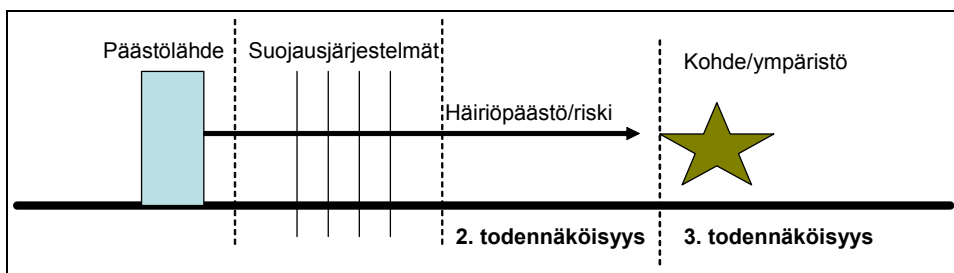 Päästölähde
Suojausjärjestelmät
Kohde/ympäristö
Häiriöpäästö/riski
2. todennäköisyys
3. todennäköisyys